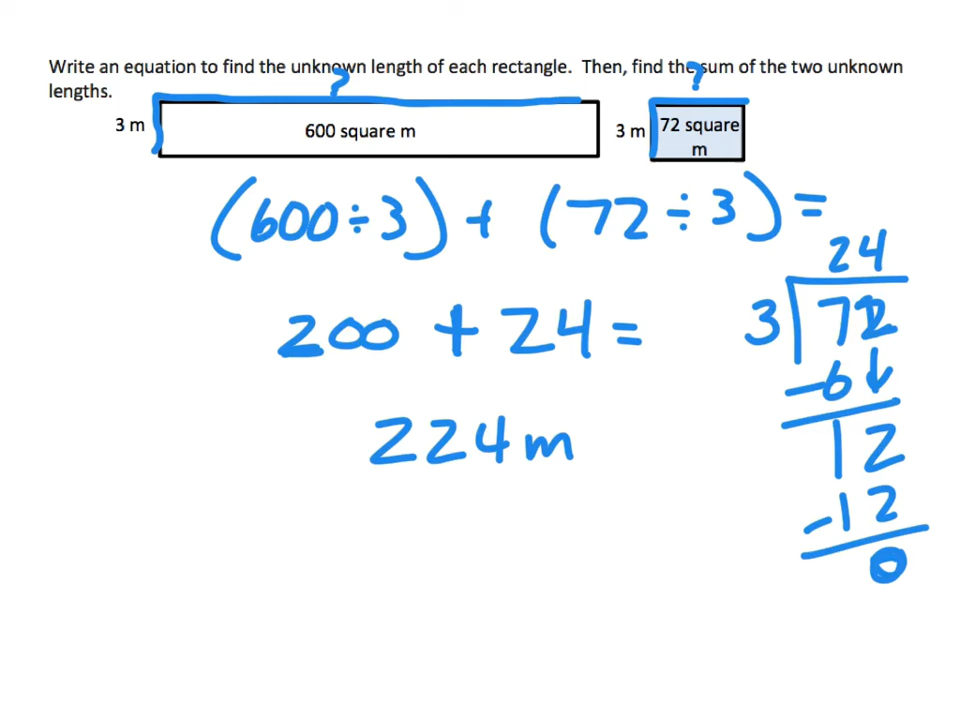 Write an equation to find the unknown length of each rectangle. Then, find the sum of the two unknown
lengths.
? ?
3 m 600 square m 3 m 72 square
m
(600 ÷ 3) + (72 ÷ 3) =
24
200 + 24 = 3 72
-6 ↓
224 m 12
-12
0